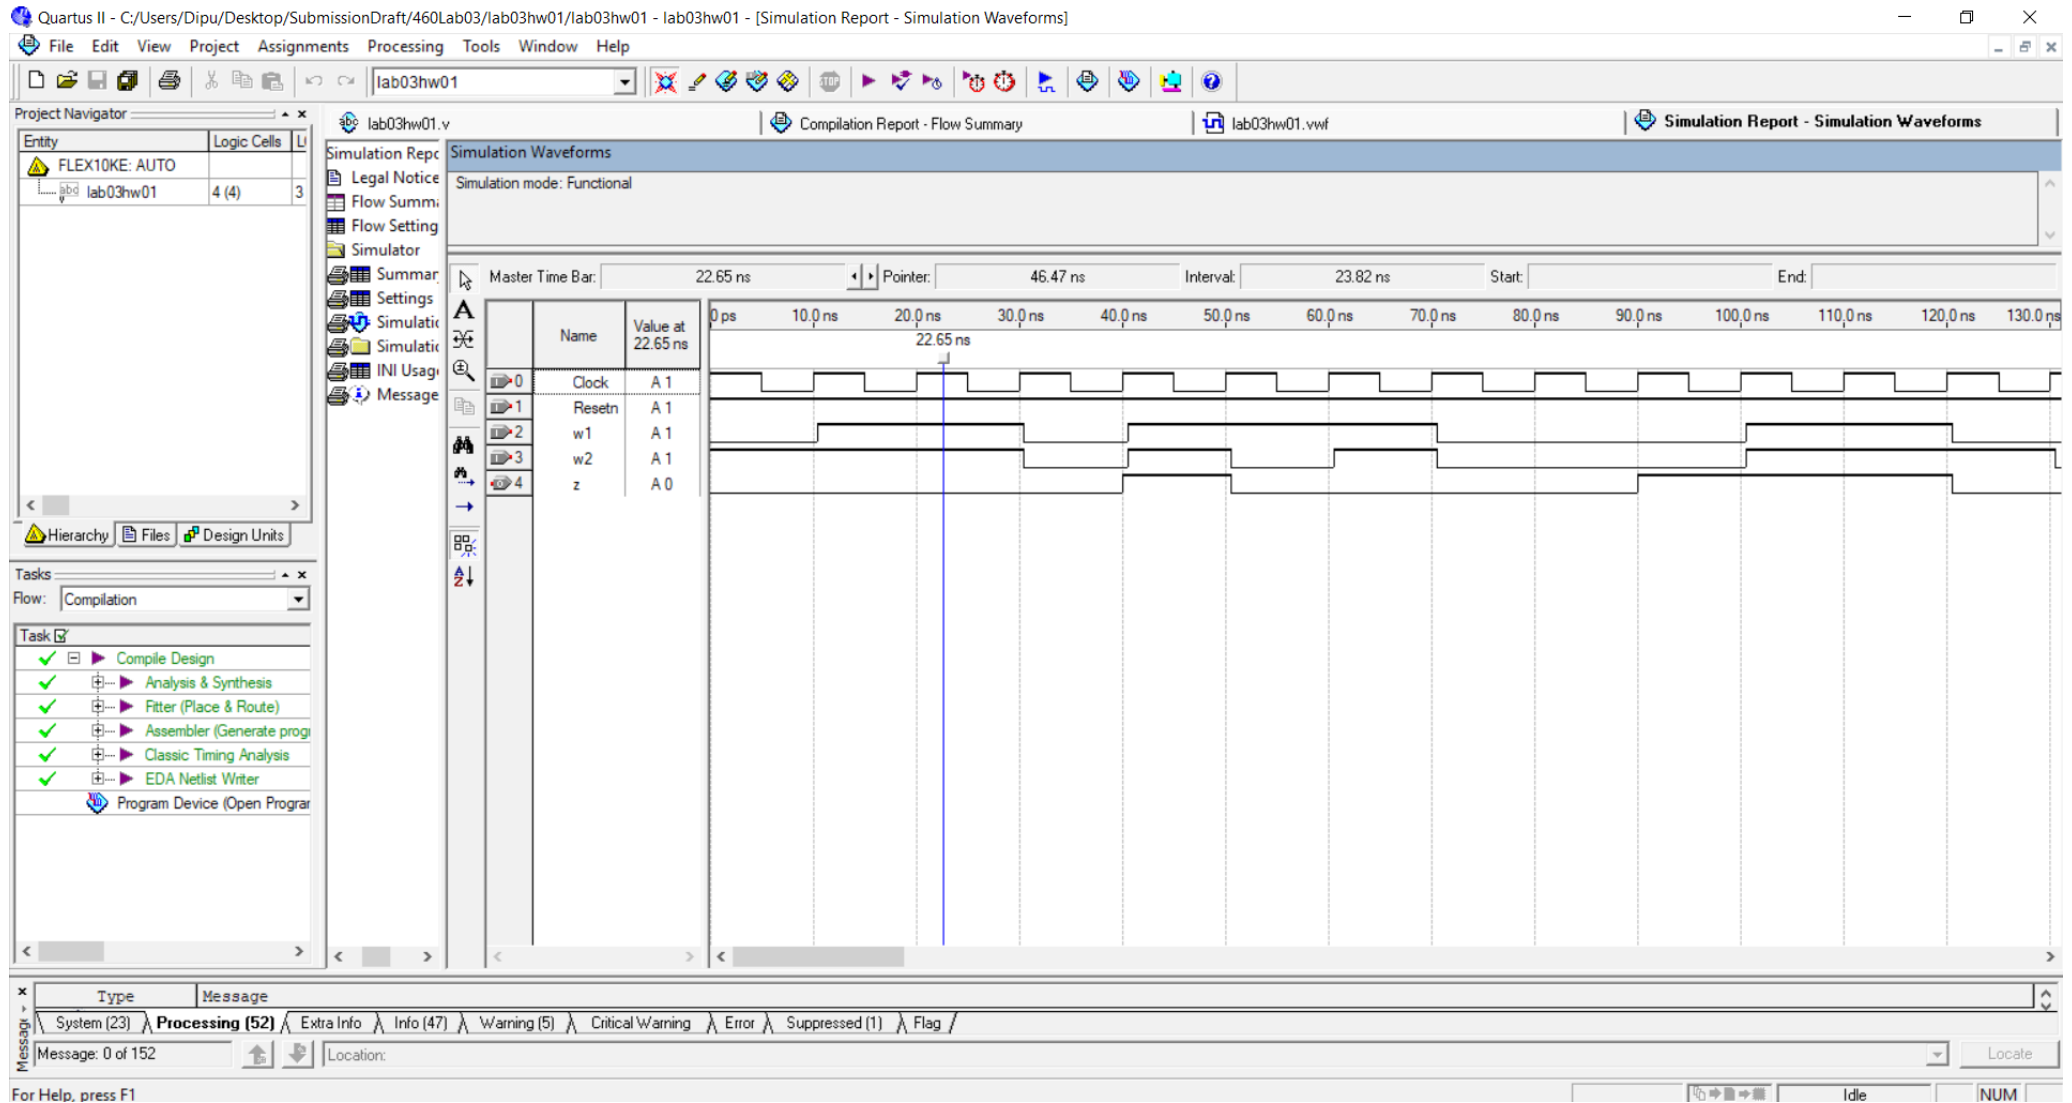 Quartus II - C:/Users/Dipu/Desktop/SubmissionDraft/460Lab03/lab03hw01/lab03hw01 - lab03hw01 - [Simulation Report - Simulation Waveforms]
File Edit View Project Assignments Processing Tools Window Help
lab03hw01
STOP
Project Navigator
Entity Logic Cells
FLEX10KE: AUTO
abd lab03hw01 4 (4) 3
Hierarchy Files Design Units
Tasks
Flow: Compilation
Task
Compile Design
Analysis & Synthesis
Fitter (Place & Route)
Assembler (Generate progr
Classic Timing Analysis
EDA Netlist Writer
Program Device (Open Program
abc lab03hw01.v Compilation Report - Flow Summary lab03hw01.vwf Simulation Report - Simulation Waveforms
Simulation Repc
Legal Notice
Flow Summa
Flow Setting
Simulator
Summar
Settings
Simulatic
Simulatic
INI Usag
Message
Simulation Waveforms
Simulation mode: Functional
Master Time Bar: 22.65 ns Pointer: 46.47 ns Interval: 23.82 ns Start: End:
Name Value at 22.65 ns
0 ps 10.0 ns 20.0 ns 30.0 ns 40.0 ns 50.0 ns 60.0 ns 70.0 ns 80.0 ns 90.0 ns 100.0 ns 110.0 ns 120.0 ns 130.0 ns
22.65 ns
0 Clock A 1
1 Resetn A 1
2 w1 A 1
3 w2 A 1
4 z A 0
Type Message
System (23) Processing (52) Extra Info Info (47) Warning (5) Critical Warning Error Suppressed (1) Flag
Message: 0 of 152 Location: Locate
Message
For Help, press F1 Idle NUM